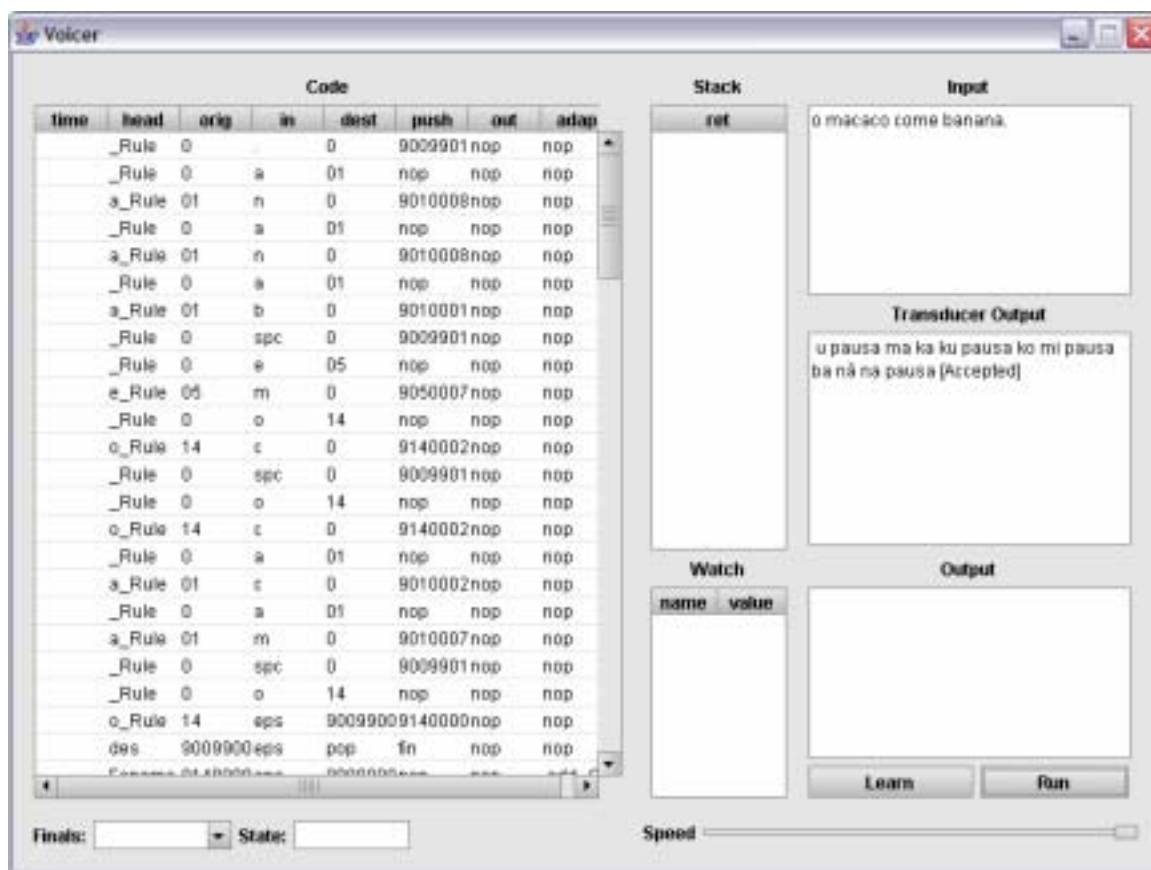 Voicer
Code
time head orig in dest push out adap
_Rule 0 . 0 9009901 nop nop
_Rule 0 a 01 nop nop nop
a_Rule 01 n 0 9010008 nop nop
_Rule 0 a 01 nop nop nop
a_Rule 01 n 0 9010008 nop nop
_Rule 0 a 01 nop nop nop
a_Rule 01 b 0 9010001 nop nop
_Rule 0 spc 0 9009901 nop nop
_Rule 0 e 05 nop nop nop
e_Rule 05 m 0 9050007 nop nop
_Rule 0 o 14 nop nop nop
o_Rule 14 c 0 9140002 nop nop
_Rule 0 spc 0 9009901 nop nop
_Rule 0 o 14 nop nop nop
o_Rule 14 c 0 9140002 nop nop
_Rule 0 a 01 nop nop nop
a_Rule 01 c 0 9010002 nop nop
_Rule 0 a 01 nop nop nop
a_Rule 01 m 0 9010007 nop nop
_Rule 0 spc 0 9009901 nop nop
_Rule 0 o 14 nop nop nop
o_Rule 14 eps 9009900 9140000 nop nop
des 9009900 eps pop fin nop nop
Stack
ret
Watch
name value
Input
o macaco come banana.
Transducer Output
u pausa ma ka ku pausa ko mi pausa
ba nã na pausa [Accepted]
Output
Learn Run
Finals: State: Speed